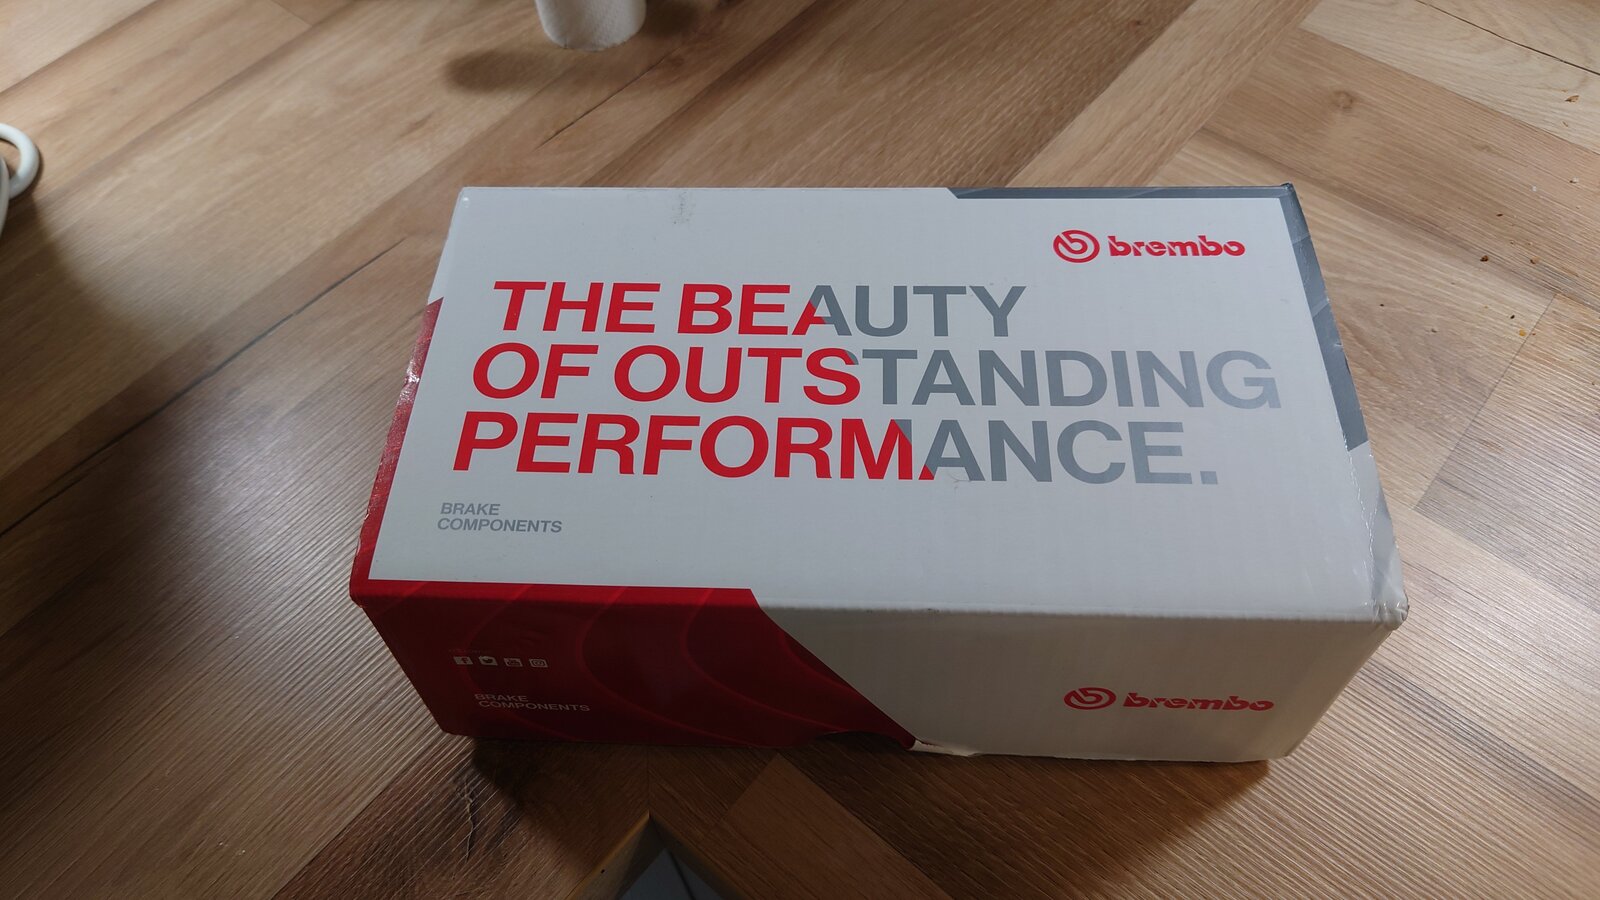 brembo
THE BEAUTY
OF OUTSTANDING
PERFORMANCE.
BRAKE
COMPONENTS
BRAKE
COMPONENTS
brembo